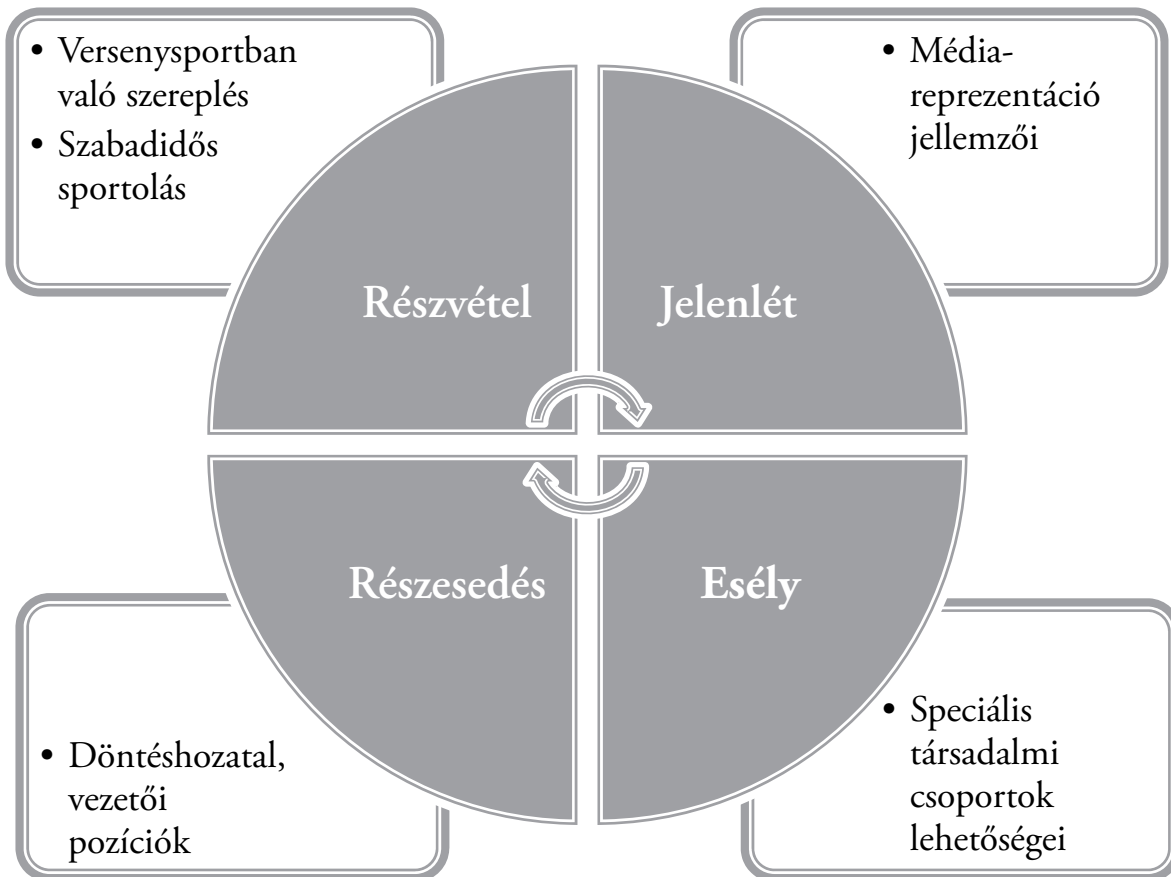 • Versenysportban
való szereplés
• Szabadidős
sportolás
• Média-
reprezentáció
jellemzői
Részvétel
Jelenlét
Részesedés
Esély
• Döntéshozatal,
vezetői
pozíciók
• Speciális
társadalmi
csoportok
lehetőségei